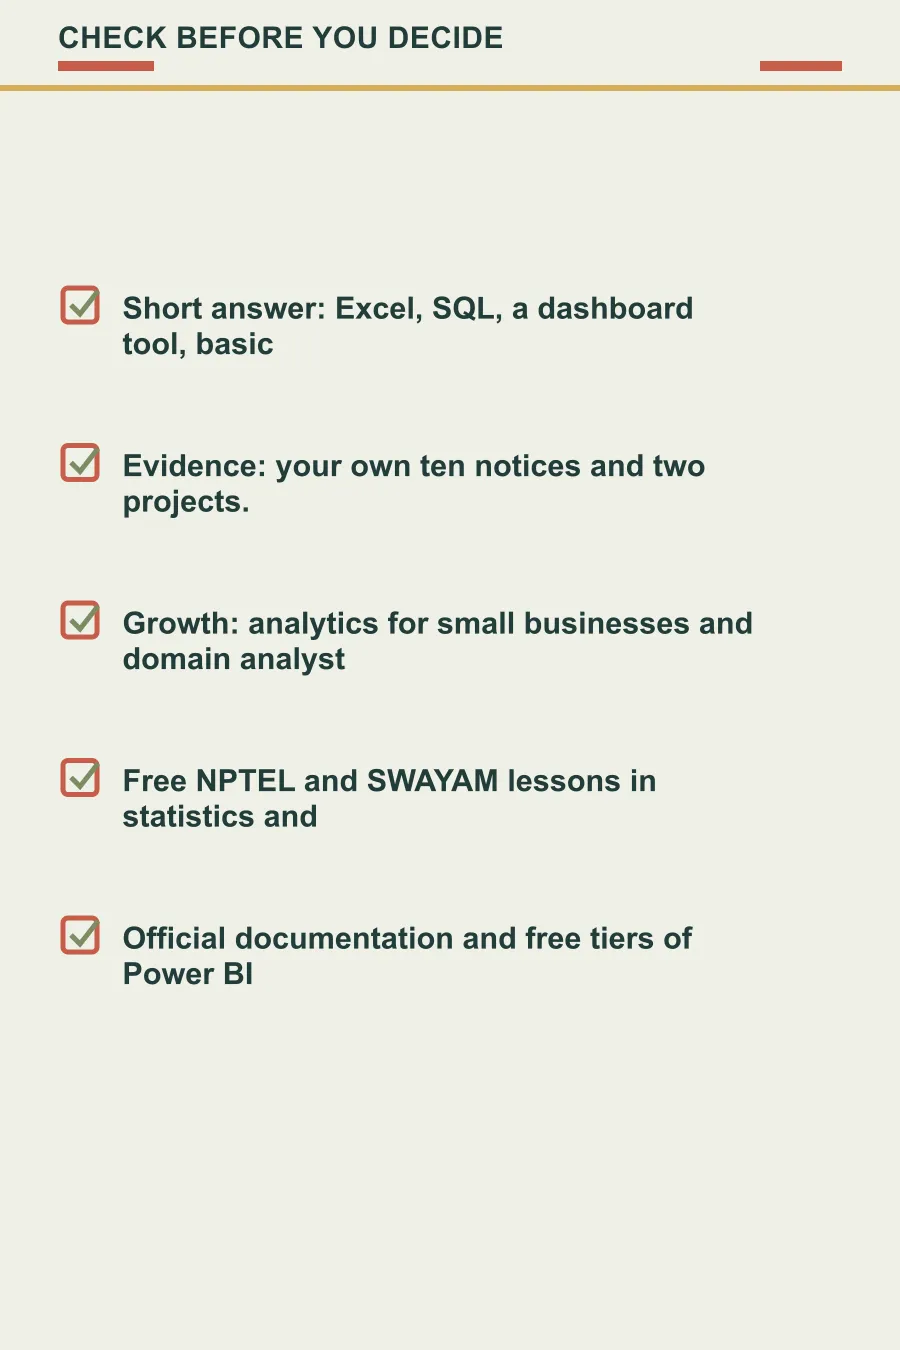 CHECK BEFORE YOU DECIDE
Short answer: Excel, SQL, a dashboard
tool, basic
Evidence: your own ten notices and two
projects.
Growth: analytics for small businesses and
domain analyst
Free NPTEL and SWAYAM lessons in
statistics and
Official documentation and free tiers of
Power BI